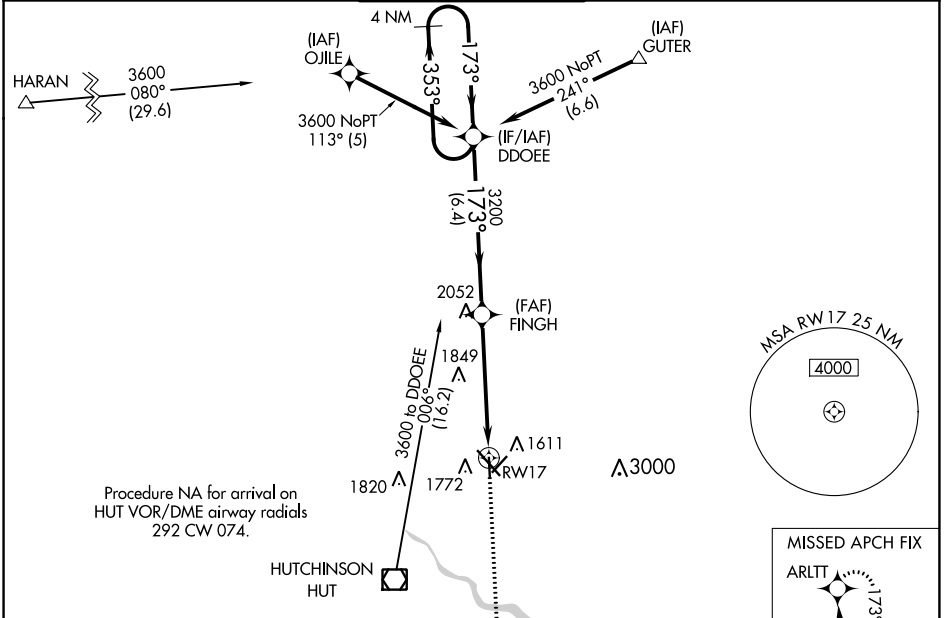 4 NM
(IAF)
OJILE
(IAF)
GUTER
HARAN
3600
080°
(29.6)
353°
173°
3600 NoPT
241°
(6.6)
3600 NoPT
113° (5)
(IF/IAF)
DDOEE
3200
173°
(6.4)
2052
(FAF)
FINGH
MSA RW17 25 NM
4000
1849
3600 to DDOEE
006°
(16.2)
1611
RW17
3000
1820
1772
Procedure NA for arrival on
HUT VOR/DME airway radials
292 CW 074.
HUTCHINSON
HUT
MISSED APCH FIX
ARLTT
173°